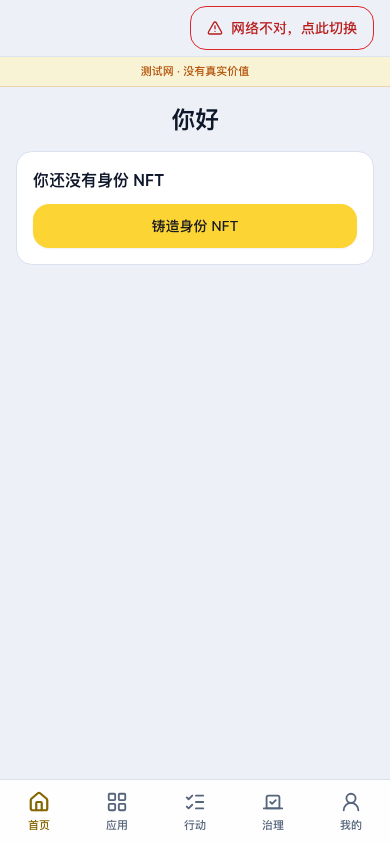 网络不对，点此切换
测试网 · 没有真实价值
你好
你还没有身份 NFT
铸造身份 NFT
首页
应用
行动
治理
我的